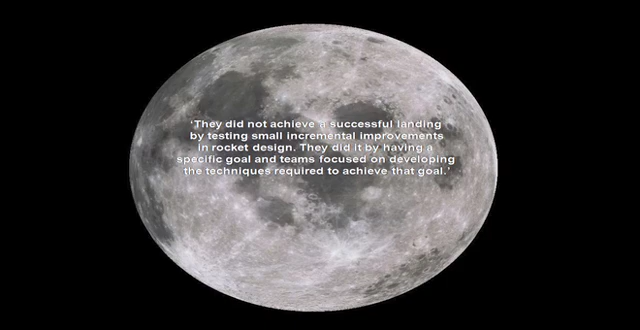 ‘They did not achieve a successful landing
by testing small incremental improvements
in rocket design. They did it by having a
specific goal and teams focused on developing
the techniques required to achieve that goal.’